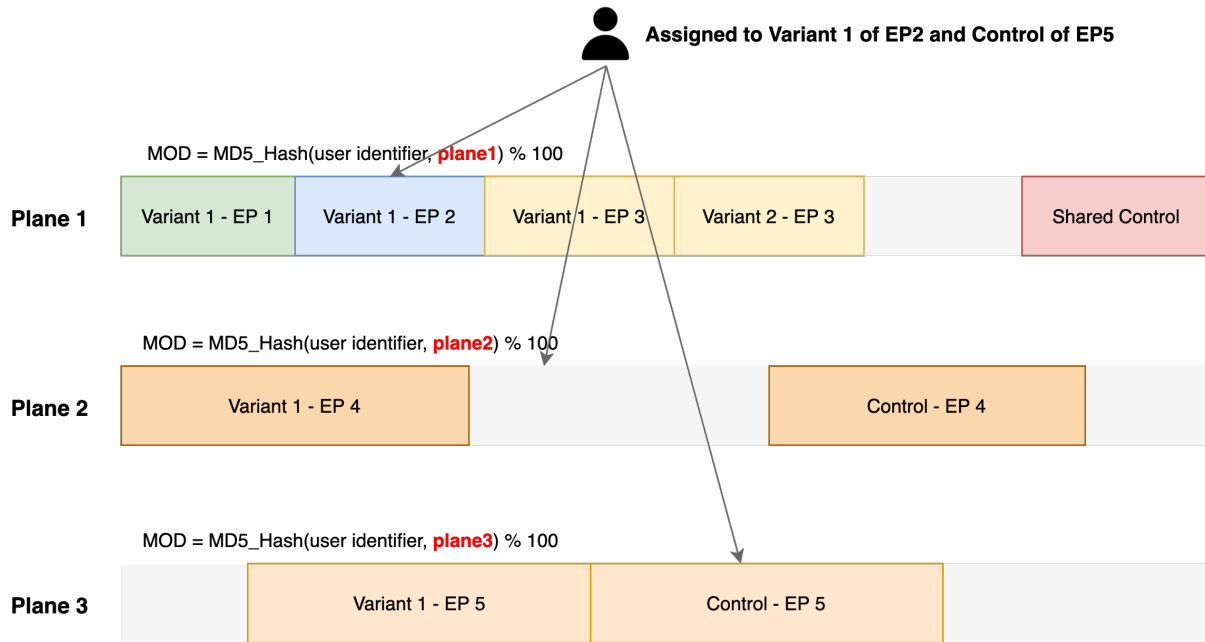 Assigned to Variant 1 of EP2 and Control of EP5
MOD = MD5_Hash(user identifier, plane1) % 100
Plane 1
Variant 1 - EP 1
Variant 1 - EP 2
Variant 1 - EP 3
Variant 2 - EP 3
Shared Control
MOD = MD5_Hash(user identifier, plane2) % 100
Plane 2
Variant 1 - EP 4
Control - EP 4
MOD = MD5_Hash(user identifier, plane3) % 100
Plane 3
Variant 1 - EP 5
Control - EP 5